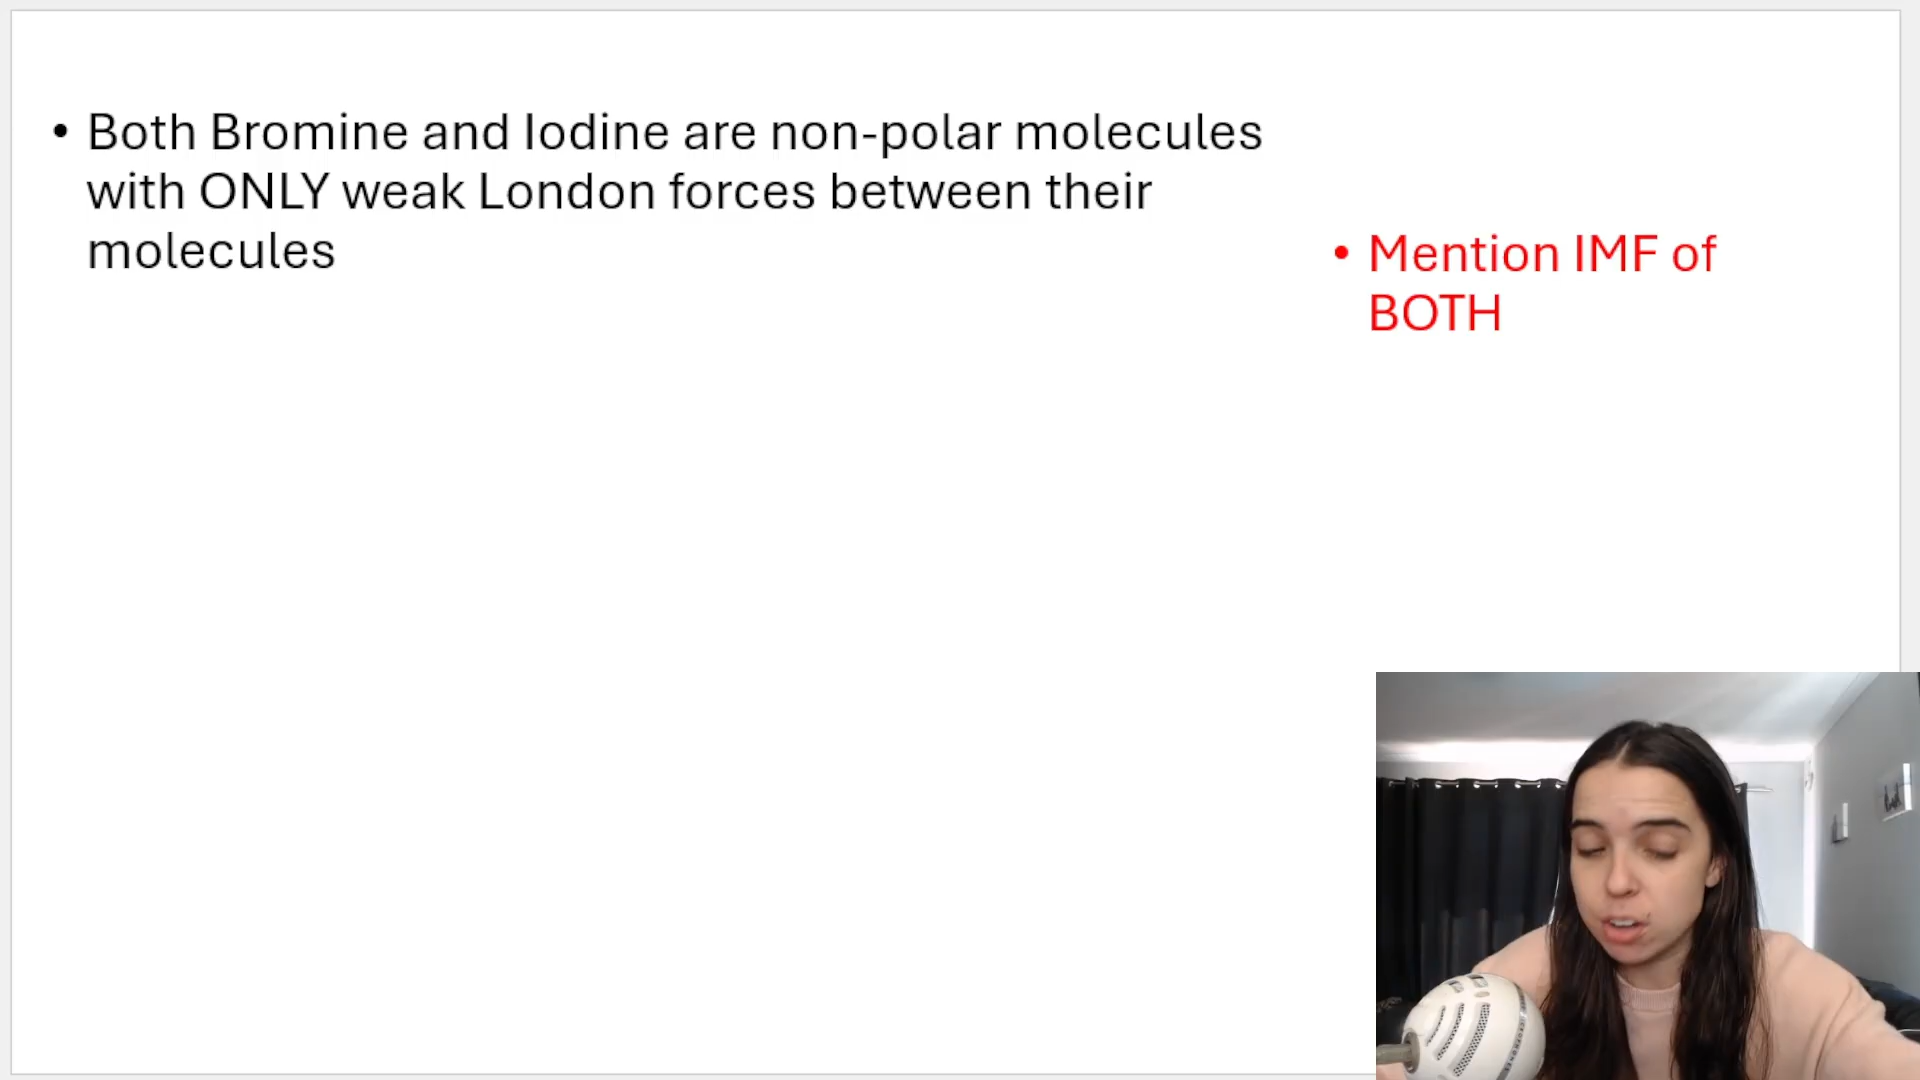 • Both Bromine and Iodine are non-polar molecules
with ONLY weak London forces between their
molecules
• Mention IMF of
BOTH